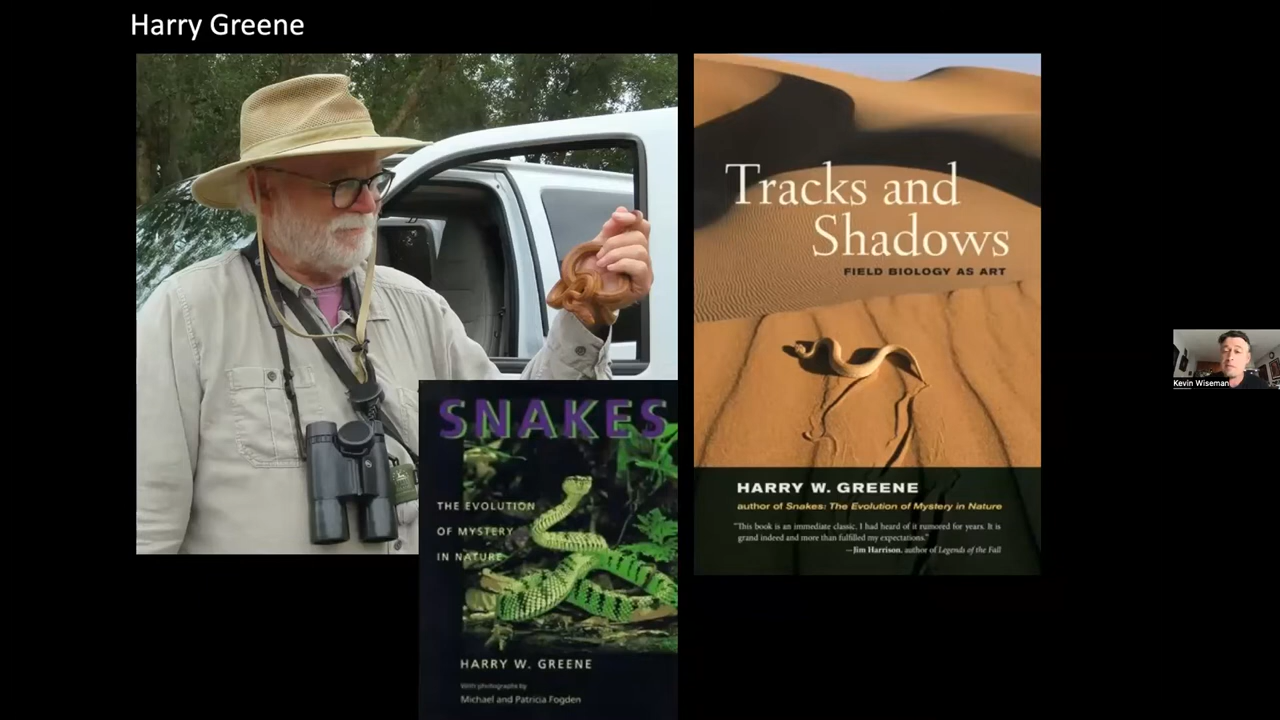 Harry Greene
Tracks and
Shadows
FIELD BIOLOGY AS ART
HARRY W. GREENE
author of Snakes: The Evolution of Mystery in Nature
"This book is an immediate classic. I had heard of it rumored for years. It is
grand indeed and more than fulfilled my expectations."
—Jim Harrison, author of Legends of the Fall
SNAKES
THE EVOLUTION
OF MYSTERY
IN NATURE
HARRY W. GREENE
With photographs by
Michael and Patricia Fogden
Kevin Wiseman